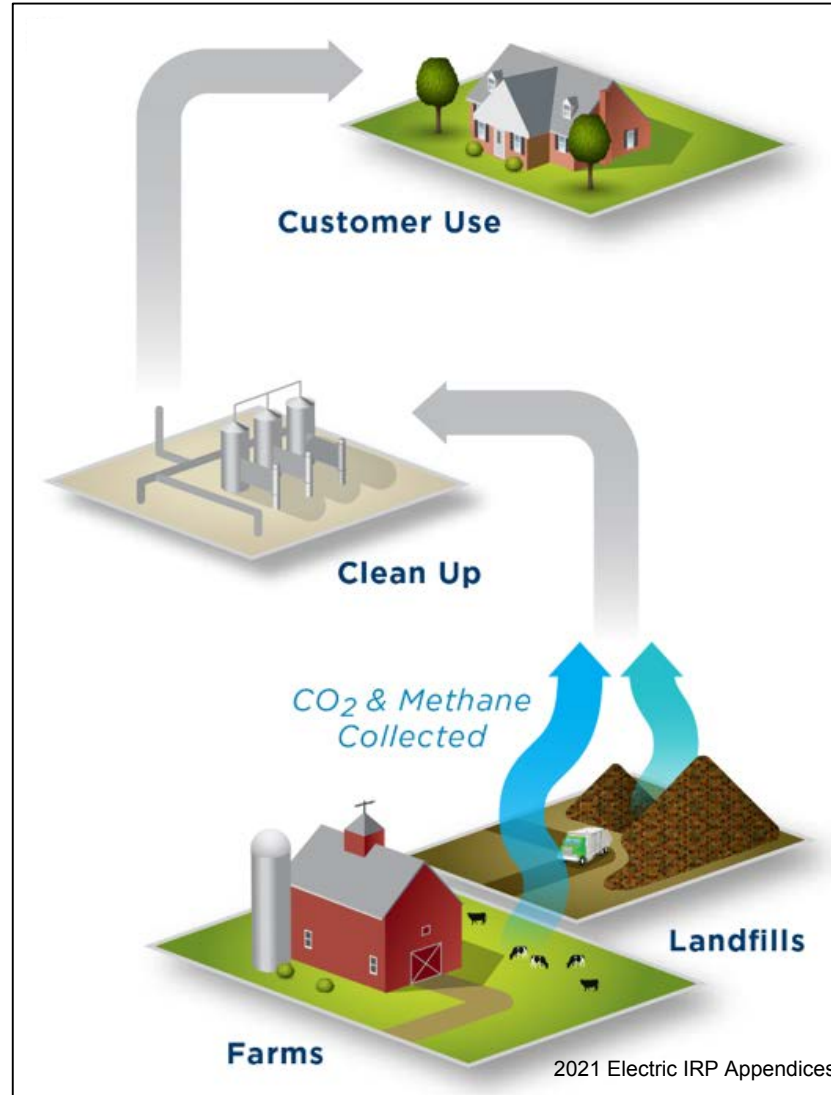 Customer Use
Clean Up
CO2 & Methane
Collected
Landfills
Farms
2021 Electric IRP Appendices